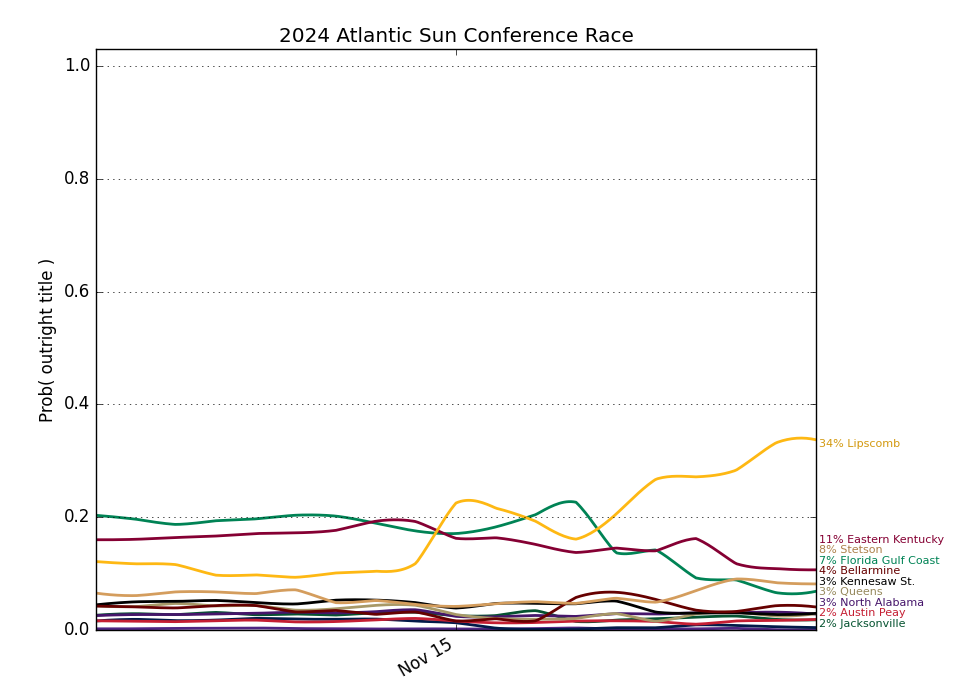 2024 Atlantic Sun Conference Race
Prob( outright title )
1.0
0.8
0.6
0.4
0.2
0.0
Nov 15
34% Lipscomb
11% Eastern Kentucky
8% Stetson
7% Florida Gulf Coast
4% Bellarmine
3% Kennesaw St.
3% Queens
3% North Alabama
2% Austin Peay
2% Jacksonville